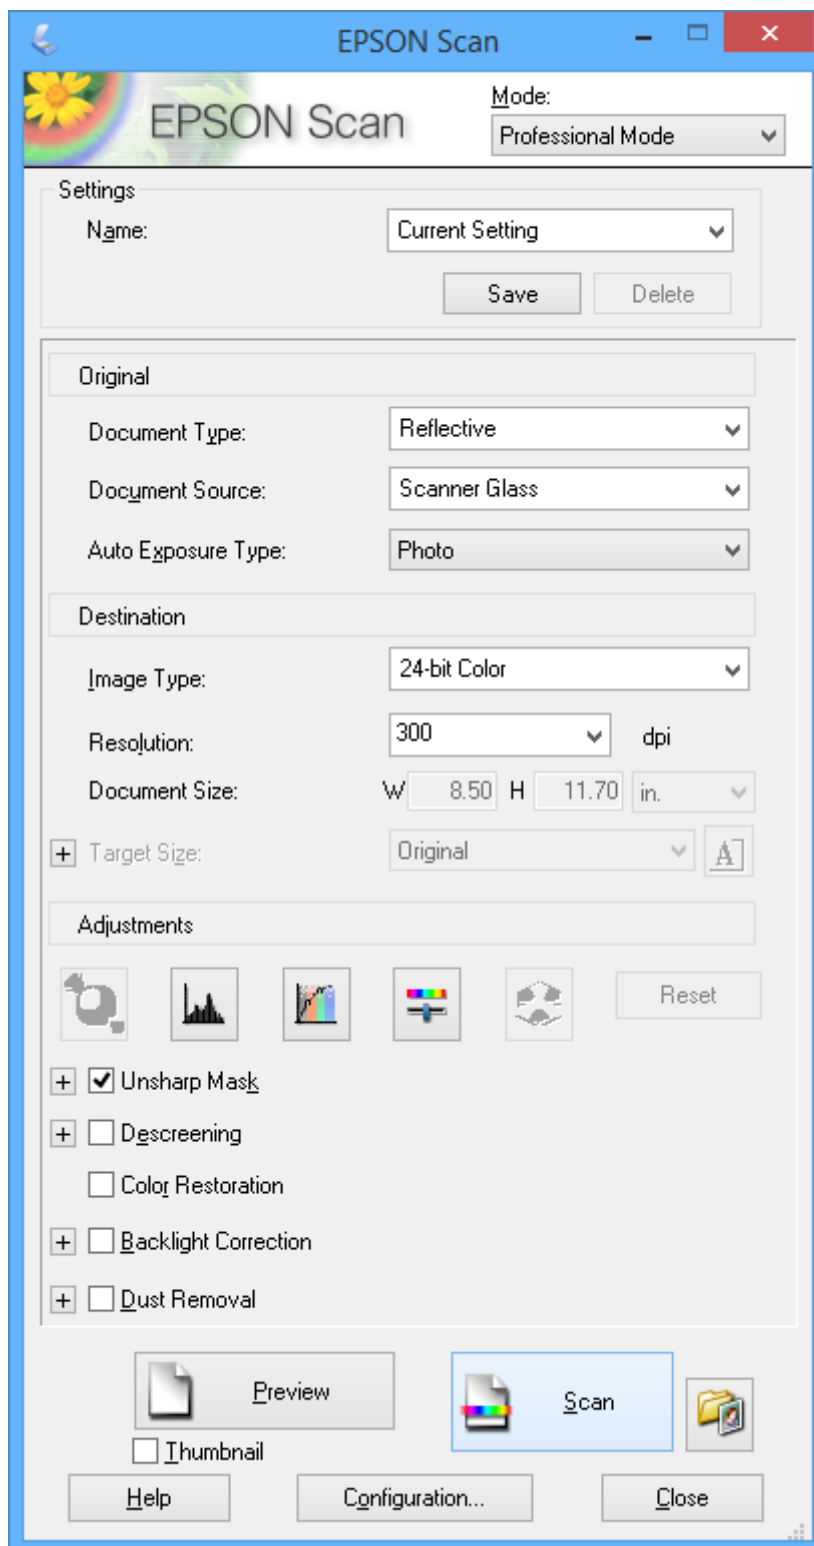 EPSON Scan
EPSON Scan
Mode:
Professional Mode
Settings
Name: Current Setting
Save Delete
Original
Document Type: Reflective
Document Source: Scanner Glass
Auto Exposure Type: Photo
Destination
Image Type: 24-bit Color
Resolution: 300 dpi
Document Size: W 8.50 H 11.70 in.
+ Target Size: Original A
Adjustments
Reset
+ Unsharp Mask
+ Descreening
Color Restoration
+ Backlight Correction
+ Dust Removal
Preview Scan
Thumbnail
Help Configuration... Close